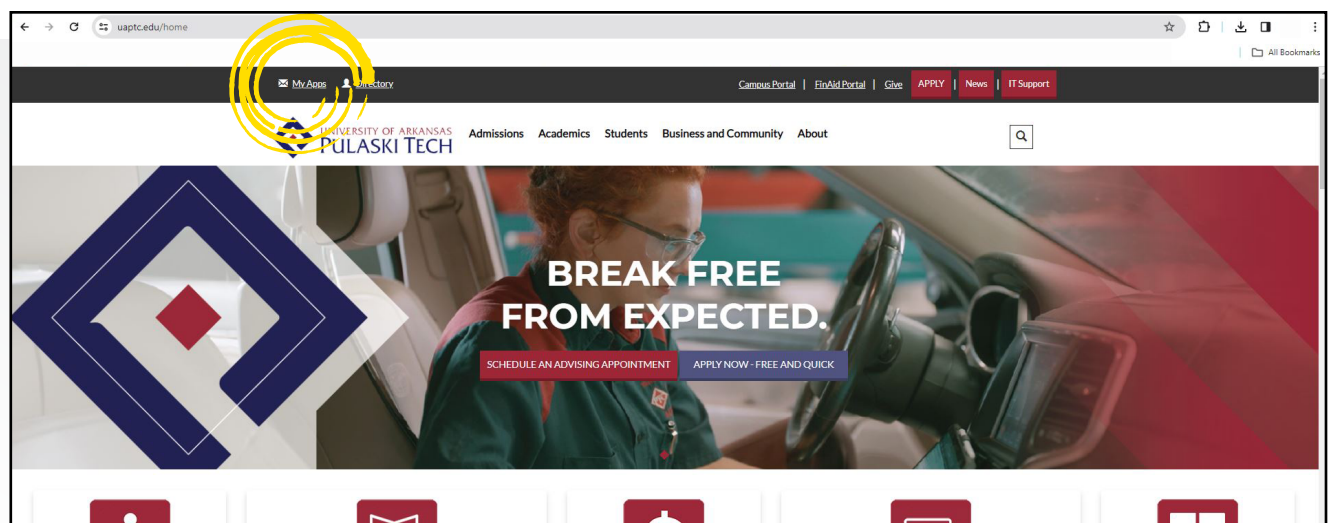 uaptc.edu/home
All Bookmarks
My Apps Directory Campus Portal | FinAid Portal | Give APPLY | News | IT Support
UNIVERSITY OF ARKANSAS
PULASKI TECH
Admissions Academics Students Business and Community About
BREAK FREE
FROM EXPECTED.
SCHEDULE AN ADVISING APPOINTMENT APPLY NOW - FREE AND QUICK